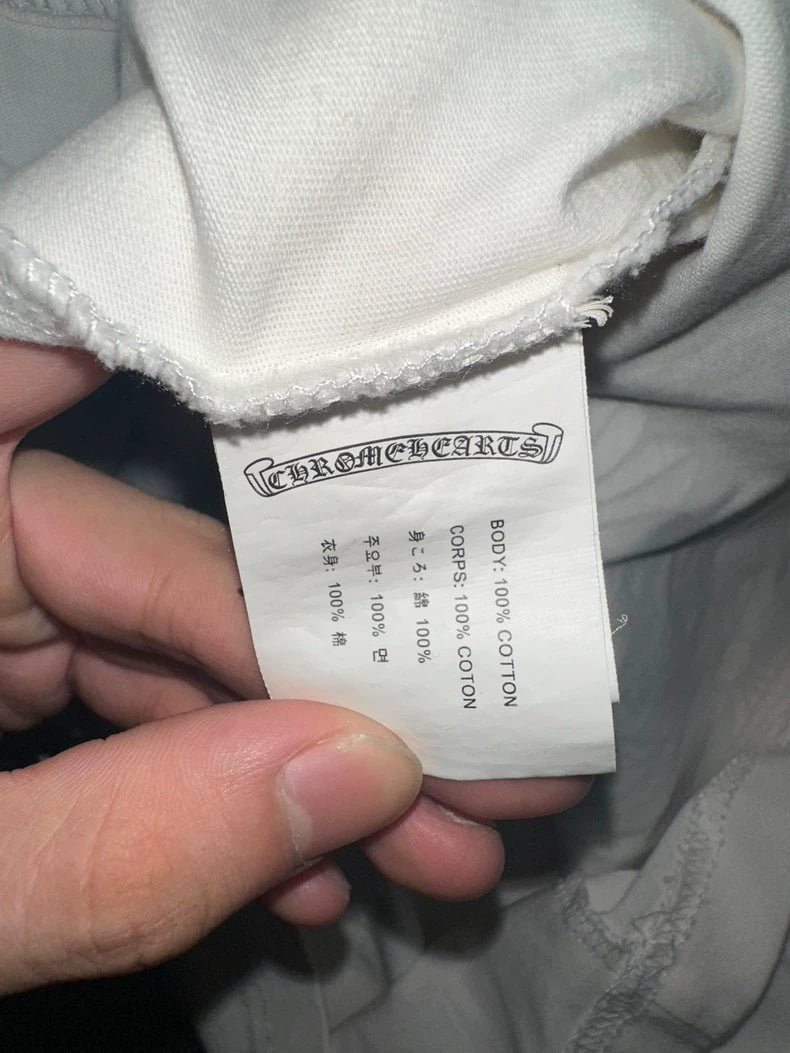 CHROMEHEARTS
BODY: 100% COTTON
CORPS: 100% COTON
身ころ: 綿 100%
주요부: 100% 면
衣身: 100% 棉